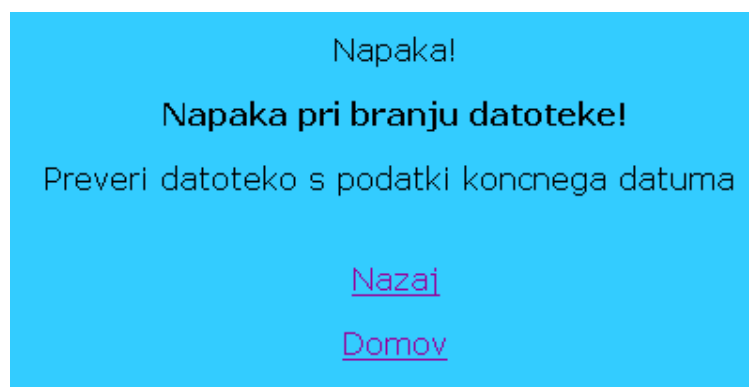 Napaka!
Napaka pri branju datoteke!
Preveri datoteko s podatki koncnega datuma
Nazaj
Domov